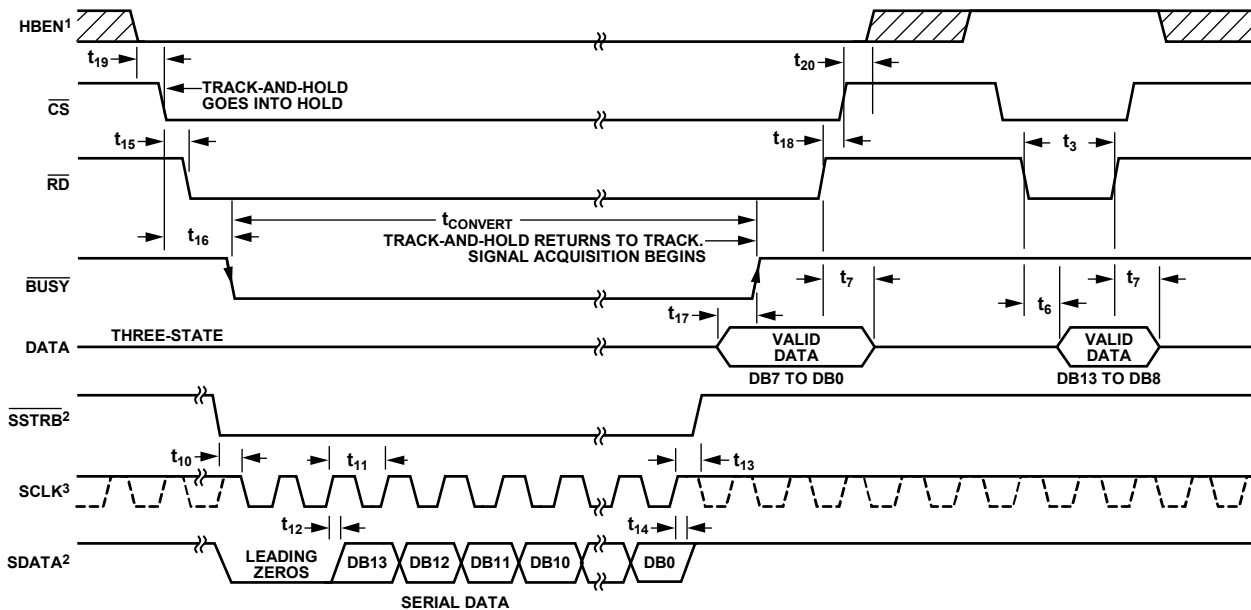 HBEN1
t19
t20
TRACK-AND-HOLD
GOES INTO HOLD
CS
t15
t18
t3
RD
tCONVERT
t16
TRACK-AND-HOLD RETURNS TO TRACK.
SIGNAL ACQUISITION BEGINS
BUSY
t7
t7
t6
t17
DATA
THREE-STATE
VALID
DATA
VALID
DATA
DB7 TO DB0
DB13 TO DB8
SSTRB2
t10
t11
t13
SCLK3
t12
t14
SDATA2
LEADING
ZEROS
DB13
DB12
DB11
DB10
DB0
SERIAL DATA